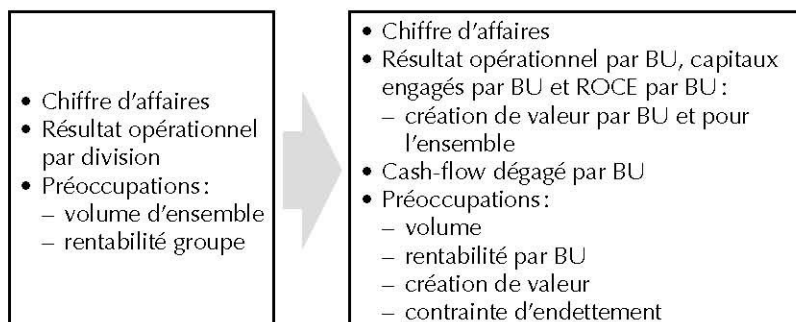 • Chiffre d'affaires
• Résultat opérationnel
par division
• Préoccupations :
– volume d'ensemble
– rentabilité groupe
• Chiffre d'affaires
• Résultat opérationnel par BU, capitaux
engagés par BU et ROCE par BU :
– création de valeur par BU et pour
l'ensemble
• Cash-flow dégagé par BU
• Préoccupations :
– volume
– rentabilité par BU
– création de valeur
– contrainte d'endettement